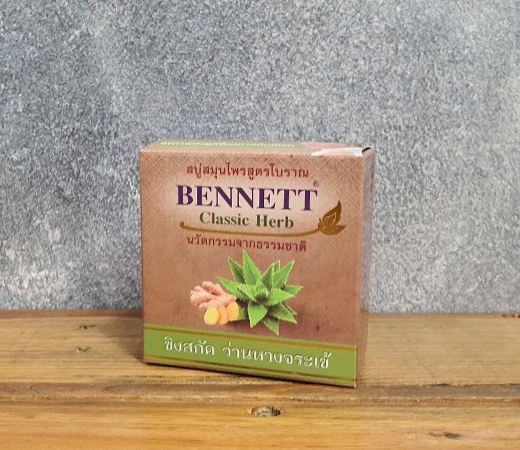 สบู่สมุนไพรสูตรโบราณ
BENNETT®
Classic Herb
นวัตกรรมจากธรรมชาติ
ขิงสกัด ว่านหางจระเข้